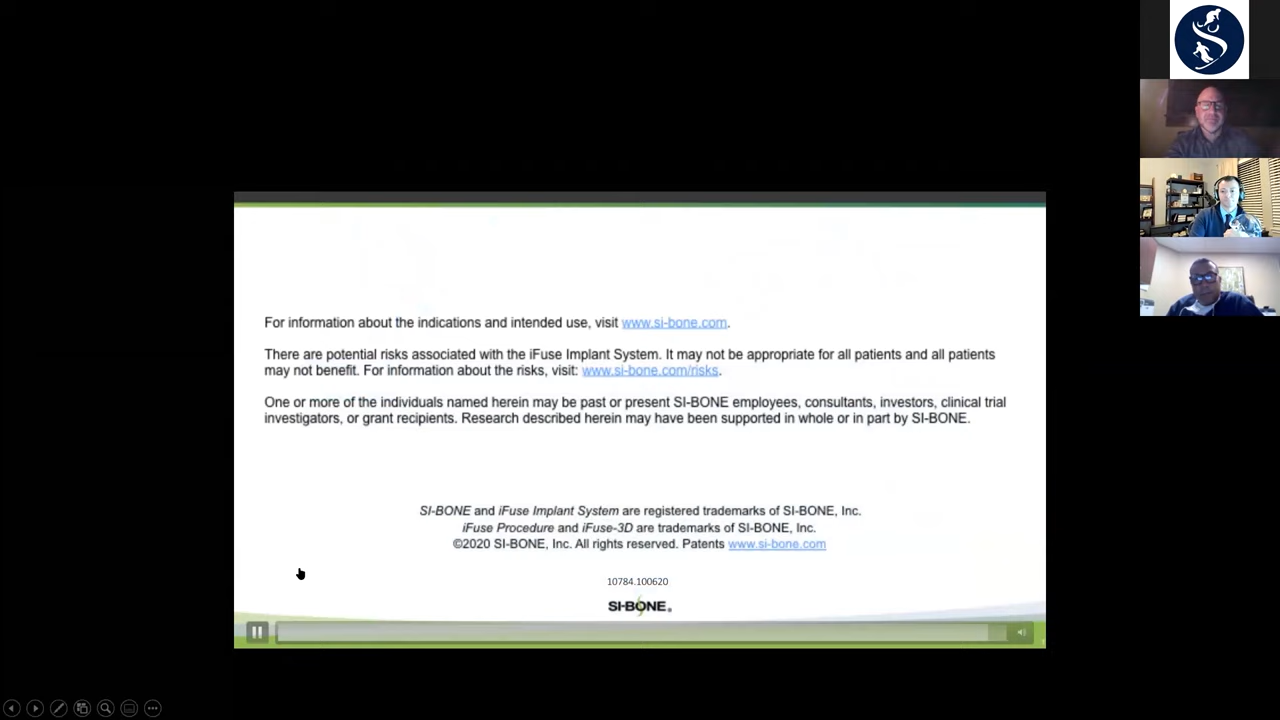 For information about the indications and intended use, visit www.si-bone.com.
There are potential risks associated with the iFuse Implant System. It may not be appropriate for all patients and all patients
may not benefit. For information about the risks, visit: www.si-bone.com/risks.
One or more of the individuals named herein may be past or present SI-BONE employees, consultants, investors, clinical trial
investigators, or grant recipients. Research described herein may have been supported in whole or in part by SI-BONE.
SI-BONE and iFuse Implant System are registered trademarks of SI-BONE, Inc.
iFuse Procedure and iFuse-3D are trademarks of SI-BONE, Inc.
©2020 SI-BONE, Inc. All rights reserved. Patents www.si-bone.com
10784.100620
SI-BONE®